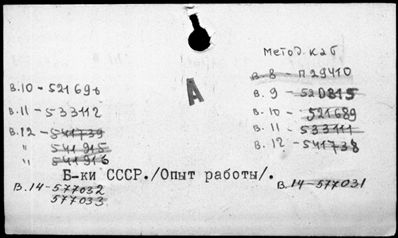 Метод. каб
в. 8 - п 29410
в. 10 - 521690
в. 9 - 520815
А
в. 11 - 533112
в. 10 - 521689
в. 12 - 541739
в. 11 - 533111
" 541915
в. 12 - 541738
" 541916
Б-ки СССР./Опыт работы/.
в. 14 - 577032
в. 14 - 577031
577033